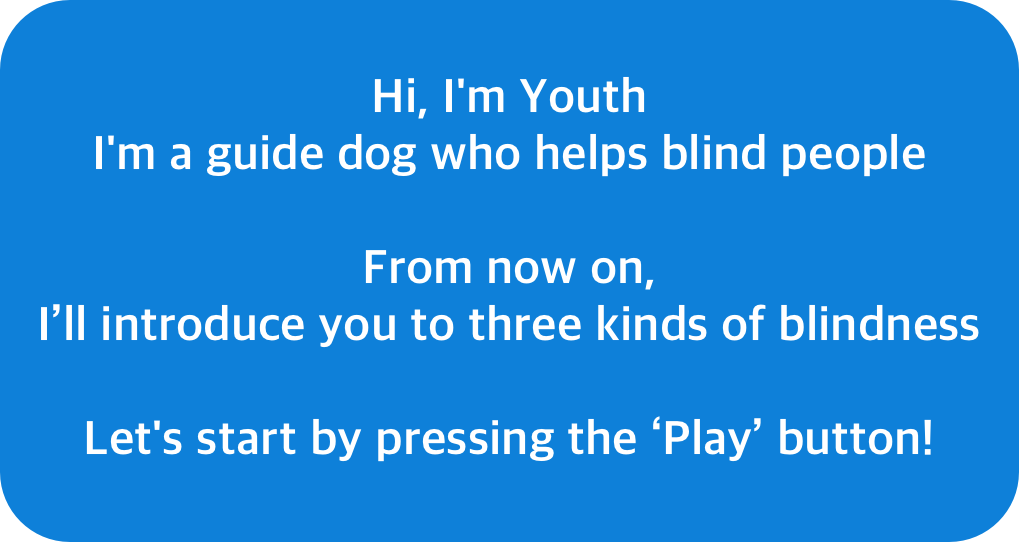 Hi, I'm Youth
I'm a guide dog who helps blind people
From now on,
I’ll introduce you to three kinds of blindness
Let's start by pressing the ‘Play’ button!